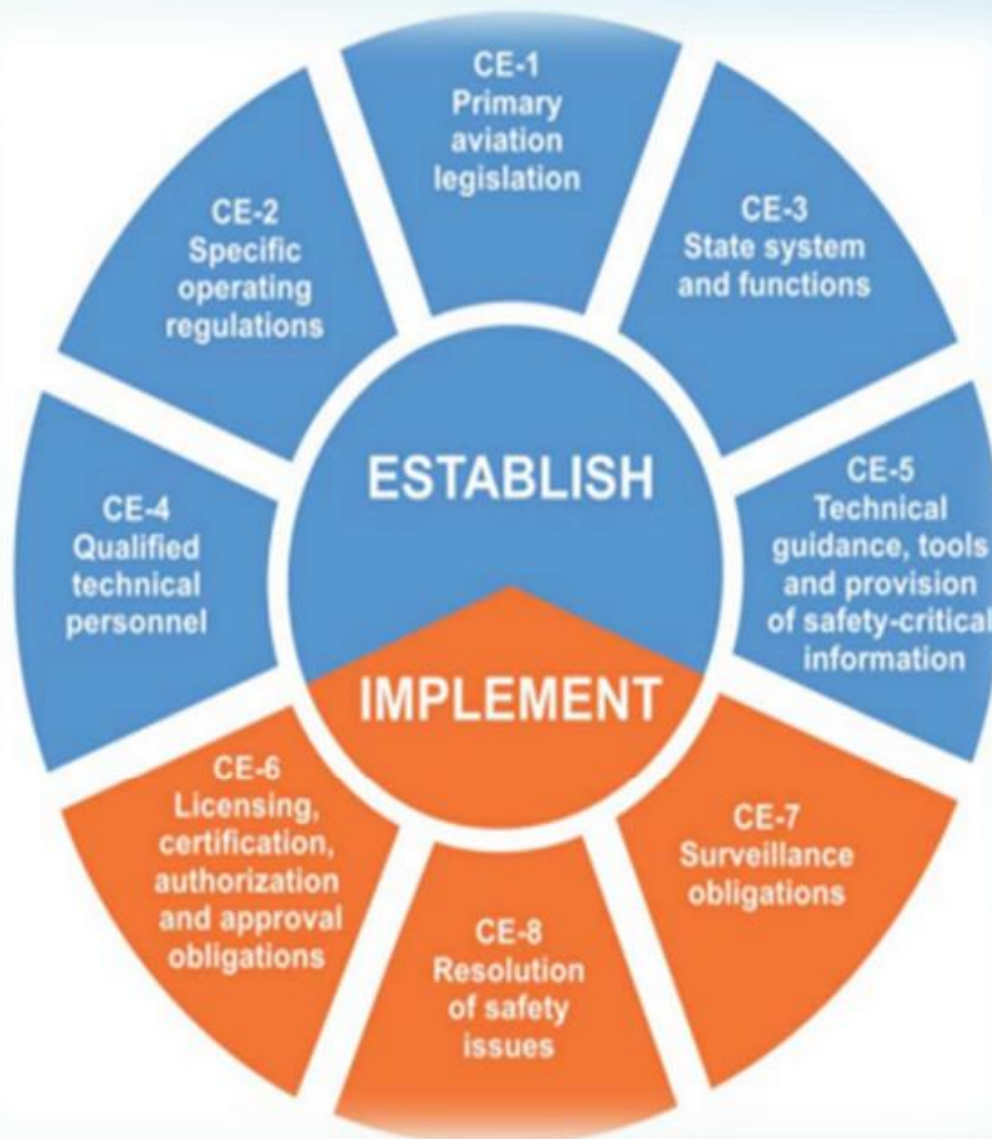 CE-1
Primary
aviation
legislation
CE-2
Specific
operating
regulations
CE-3
State system
and functions
ESTABLISH
CE-4
Qualified
technical
personnel
CE-5
Technical
guidance, tools
and provision
of safety-critical
information
IMPLEMENT
CE-6
Licensing,
certification,
authorization
and approval
obligations
CE-7
Surveillance
obligations
CE-8
Resolution
of safety
issues